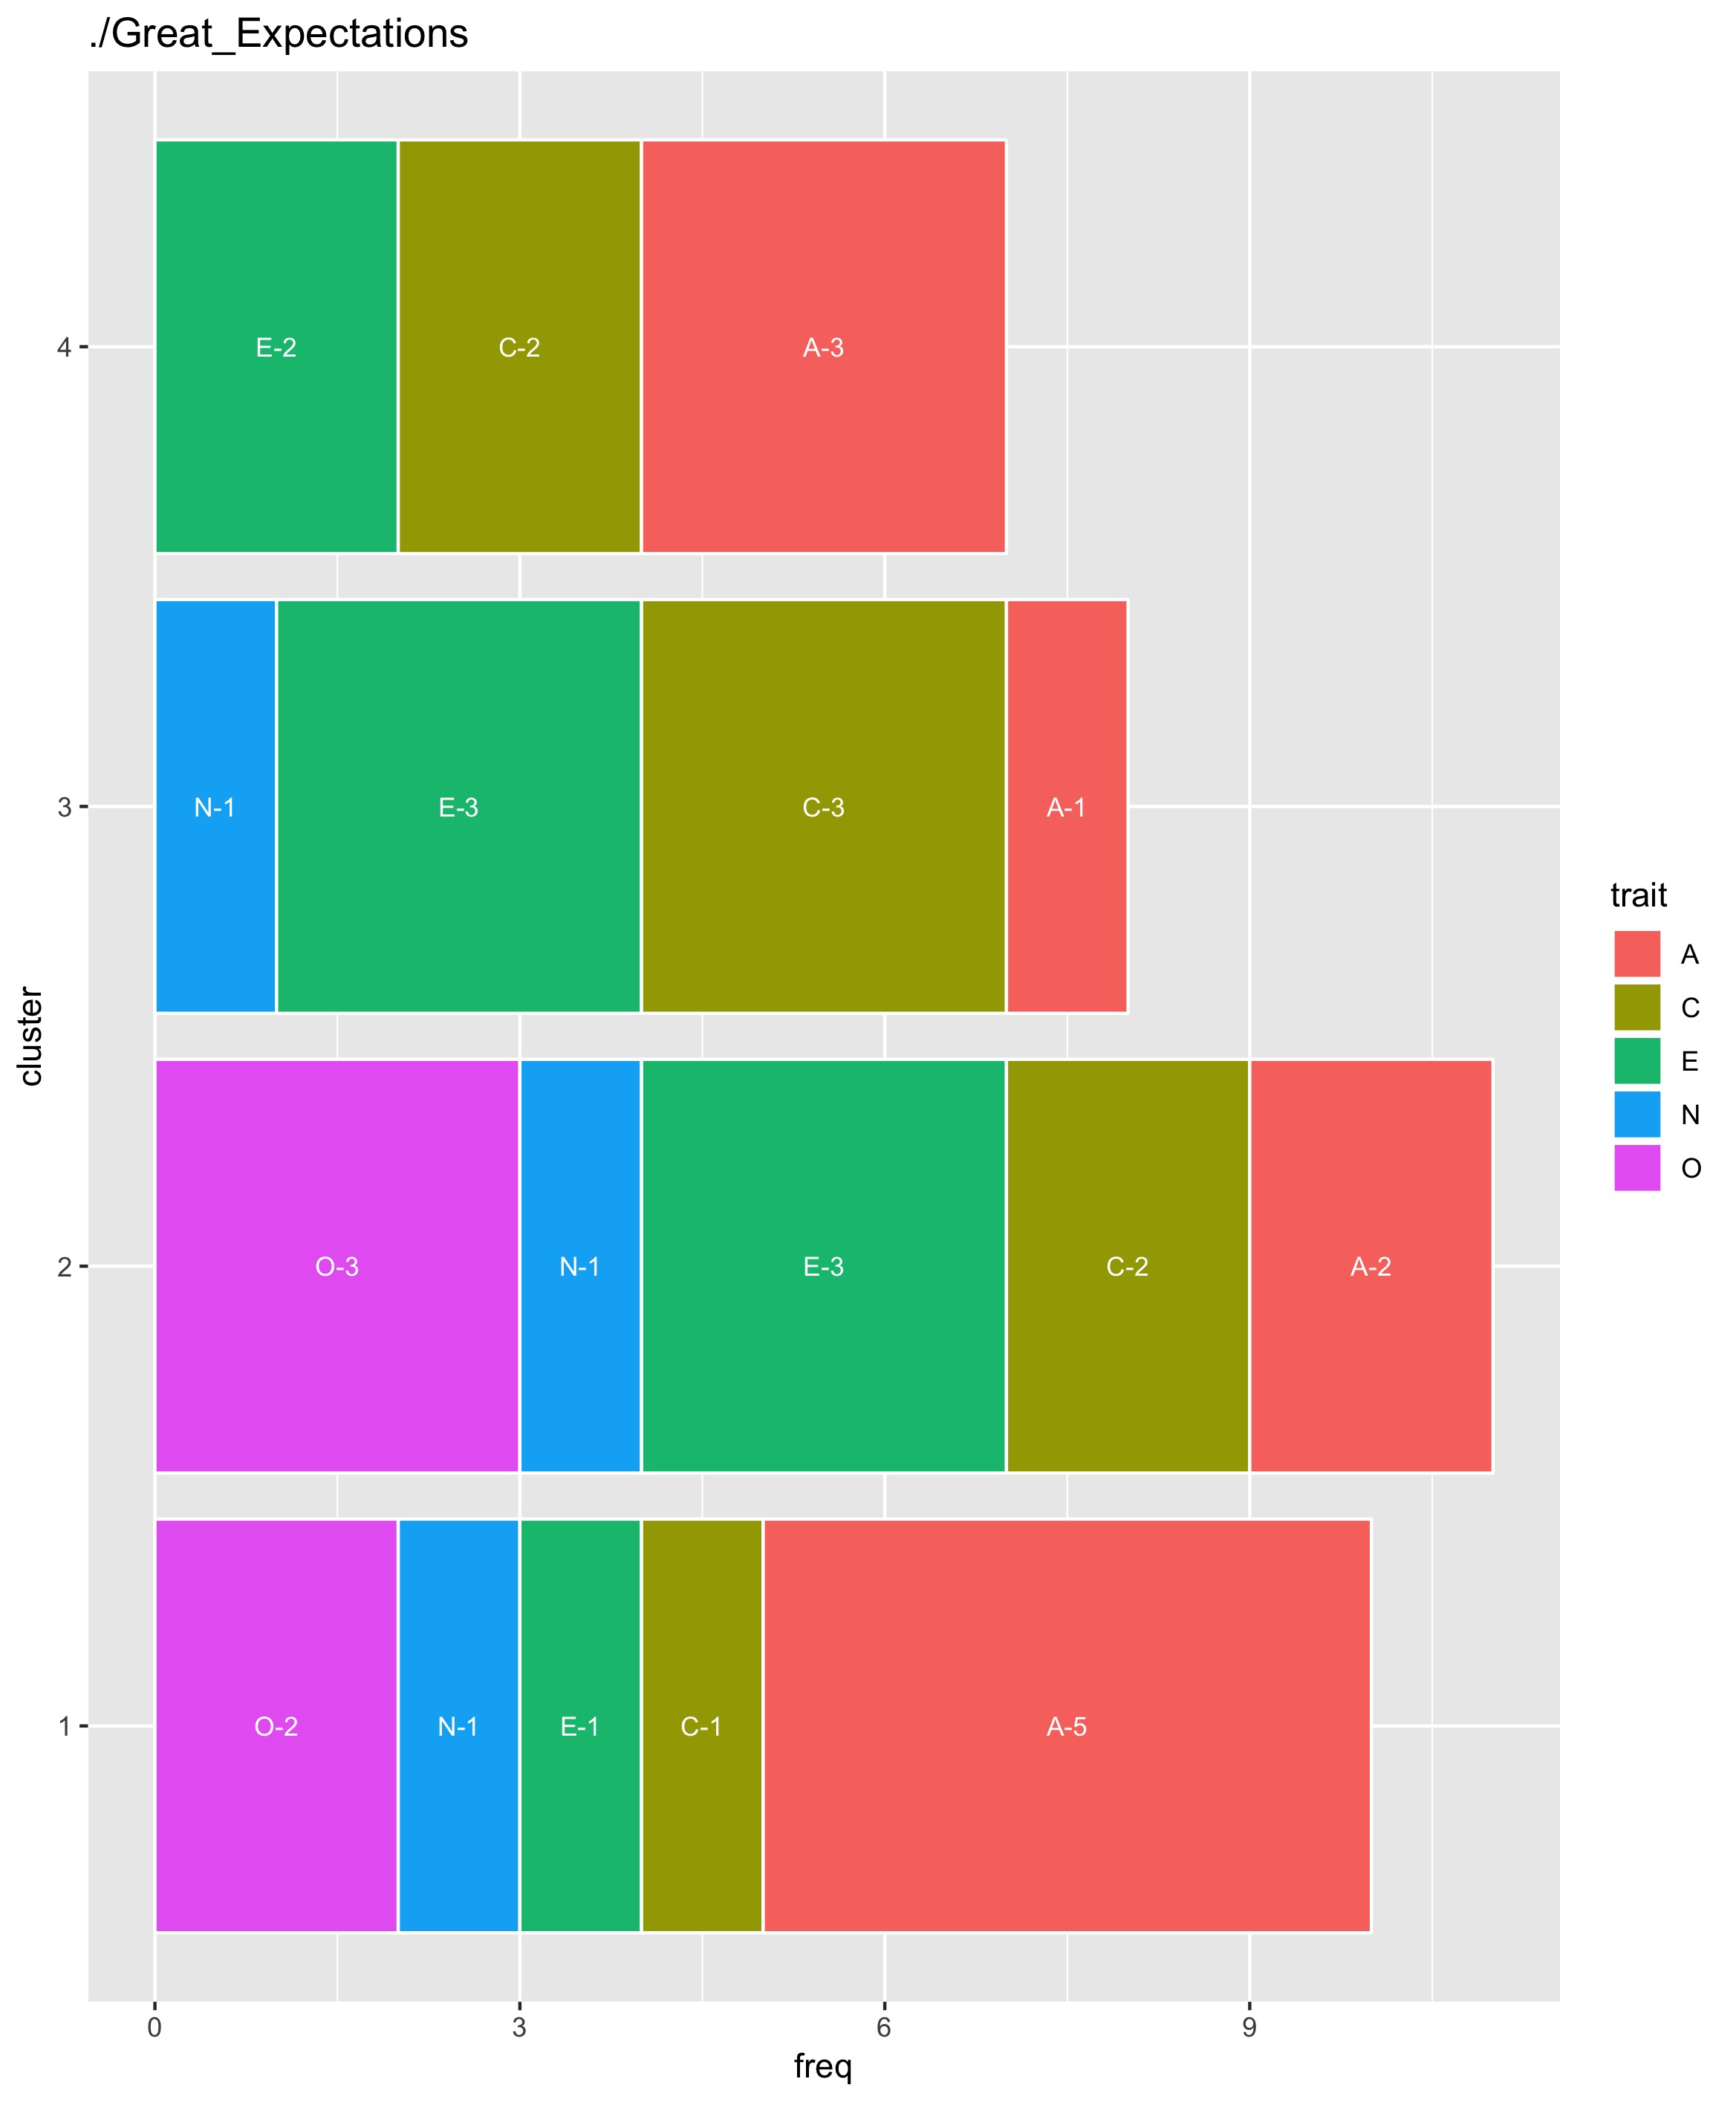 ./Great_Expectations
4
E-2 C-2 A-3
3
N-1 E-3 C-3 A-1
cluster
2
O-3 N-1 E-3 C-2 A-2
1
O-2 N-1 E-1 C-1 A-5
0 3 6 9
freq
trait
A
C
E
N
O